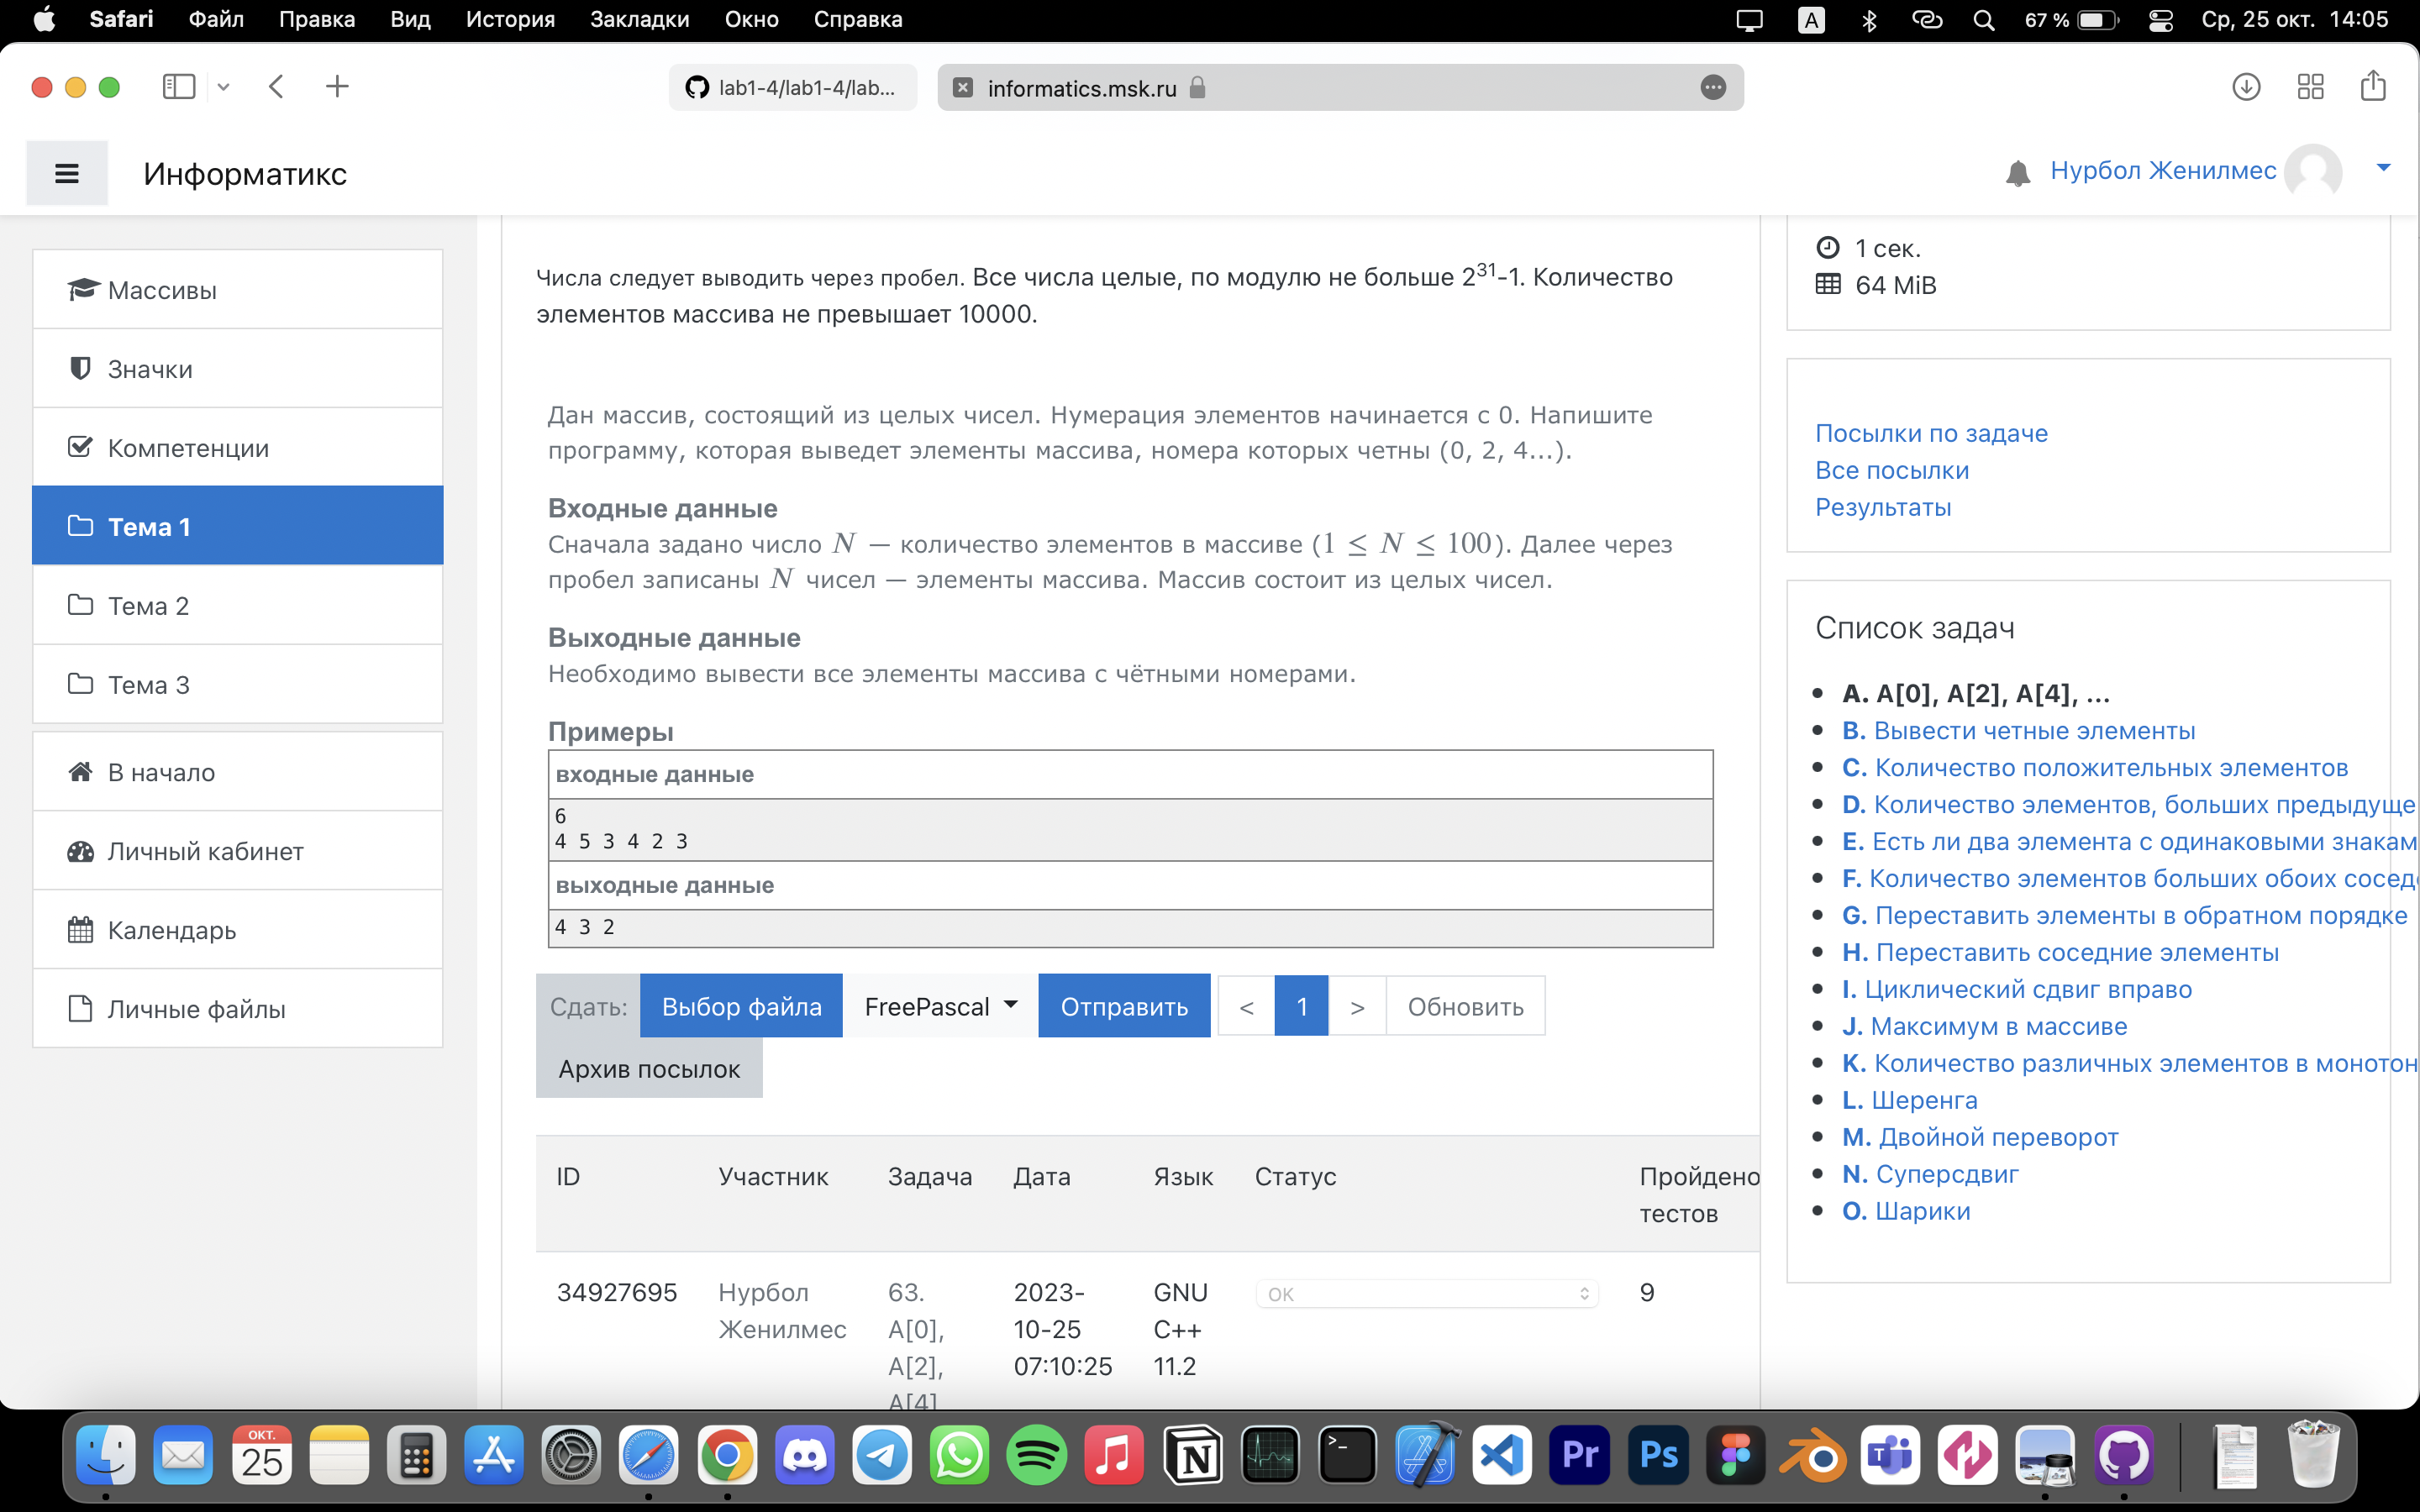 Safari Файл Правка Вид История Закладки Окно Справка A 67 % Ср, 25 окт. 14:05
lab1-4/lab1-4/lab... informatics.msk.ru
Информатикс
Нурбол Женилмес
Массивы
Значки
Компетенции
Тема 1
Тема 2
Тема 3
В начало
Личный кабинет
Календарь
Личные файлы
Числа следует выводить через пробел. Все числа целые, по модулю не больше 2³¹-1. Количество
элементов массива не превышает 10000.
Дан массив, состоящий из целых чисел. Нумерация элементов начинается с 0. Напишите
программу, которая выведет элементы массива, номера которых четны (0, 2, 4...).
Входные данные
Сначала задано число N — количество элементов в массиве (1 ≤ N ≤ 100). Далее через
пробел записаны N чисел — элементы массива. Массив состоит из целых чисел.
Выходные данные
Необходимо вывести все элементы массива с чётными номерами.
Примеры
входные данные
6
4 5 3 4 2 3
выходные данные
4 3 2
Сдать: Выбор файла FreePascal Отправить < 1 > Обновить
Архив посылок
ID Участник Задача Дата Язык Статус Пройдено
тестов
34927695 Нурбол 63. 2023- GNU OK 9
Женилмес A[0], 10-25 C++
A[2], 07:10:25 11.2
A[4]
1 сек.
64 MiB
Посылки по задаче
Все посылки
Результаты
Список задач
A. A[0], A[2], A[4], ...
B. Вывести четные элементы
C. Количество положительных элементов
D. Количество элементов, больших предыдуще
E. Есть ли два элемента с одинаковыми знакам
F. Количество элементов больших обоих сосед
G. Переставить элементы в обратном порядке
H. Переставить соседние элементы
I. Циклический сдвиг вправо
J. Максимум в массиве
K. Количество различных элементов в монотон
L. Шеренга
M. Двойной переворот
N. Суперсдвиг
O. Шарики
ОКТ.
25
N
>_
Pr
Ps
T